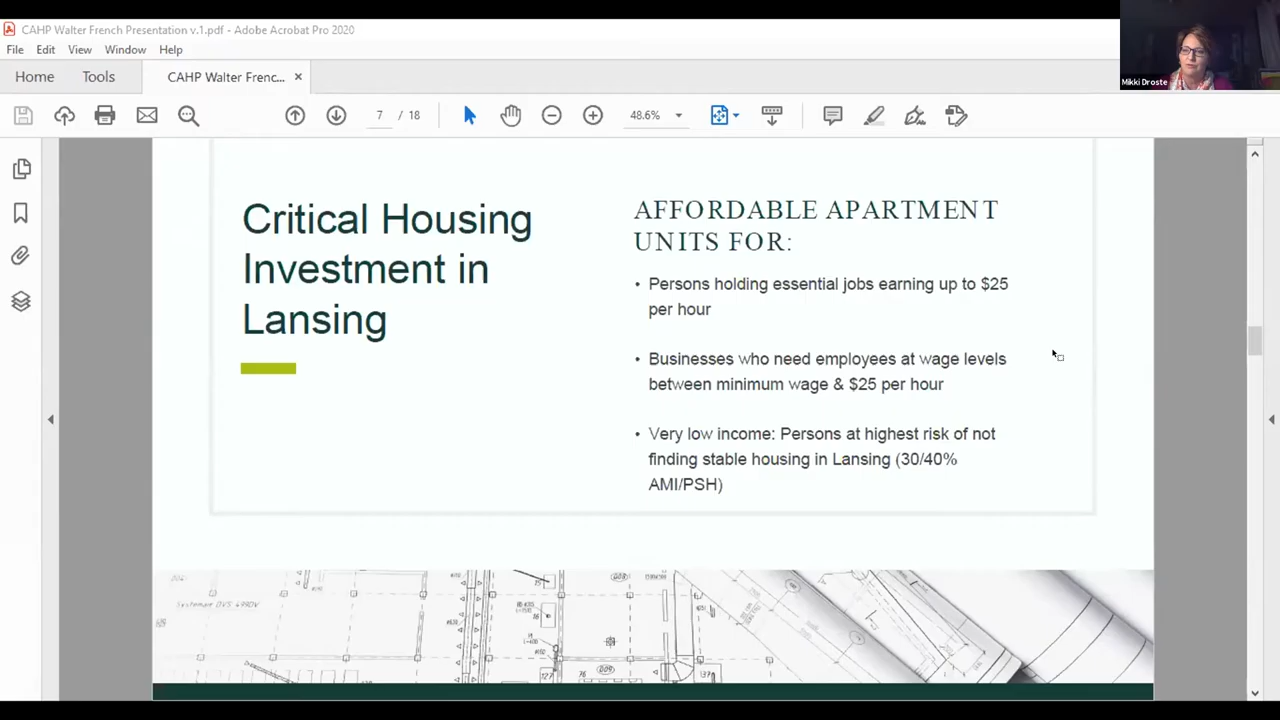 CAHP Walter French Presentation v.1.pdf - Adobe Acrobat Pro 2020
File Edit View Window Help
Home Tools CAHP Walter Frenc... ×
7 / 18 48.6%
Mikki Droste
Critical Housing
Investment in
Lansing
AFFORDABLE APARTMENT
UNITS FOR:
• Persons holding essential jobs earning up to $25
per hour
• Businesses who need employees at wage levels
between minimum wage & $25 per hour
• Very low income: Persons at highest risk of not
finding stable housing in Lansing (30/40%
AMI/PSH)